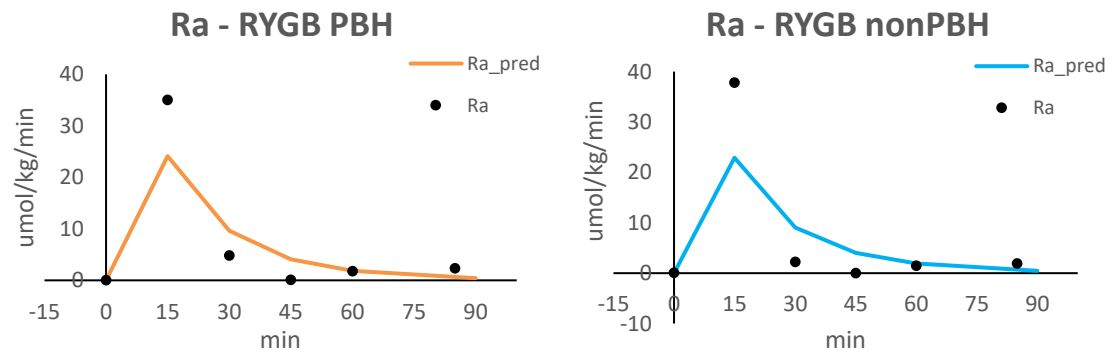 Ra - RYGB PBH
Ra_pred
Ra
umol/kg/min
40
30
20
10
0
-15 0 15 30 45 60 75 90
min
Ra - RYGB nonPBH
Ra_pred
Ra
umol/kg/min
40
30
20
10
0
-10
-15 0 15 30 45 60 75 90
min